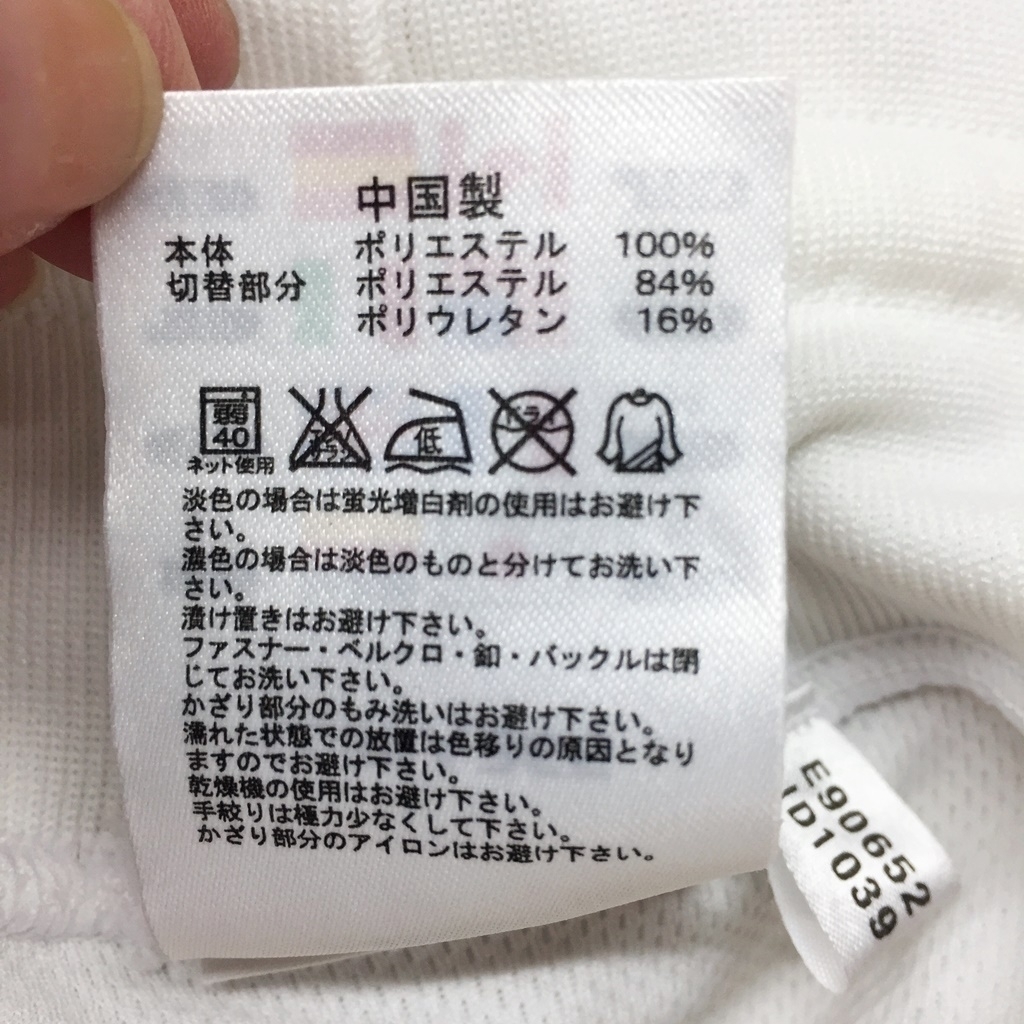 中国製
本体 ポリエステル 100%
切替部分 ポリエステル 84%
ポリウレタン 16%
弱
40
ネット使用
エンソ
サラシ
低
ドライ
淡色の場合は蛍光増白剤の使用はお避け下
さい。
濃色の場合は淡色のものと分けてお洗い下
さい。
漬け置きはお避け下さい。
ファスナー・ベルクロ・釦・バックルは閉
じてお洗い下さい。
かざり部分のもみ洗いはお避け下さい。
濡れた状態での放置は色移りの原因となり
ますのでお避け下さい。
乾燥機の使用はお避け下さい。
手絞りは極力少なくして下さい。
かざり部分のアイロンはお避け下さい。
E90652
ID1039